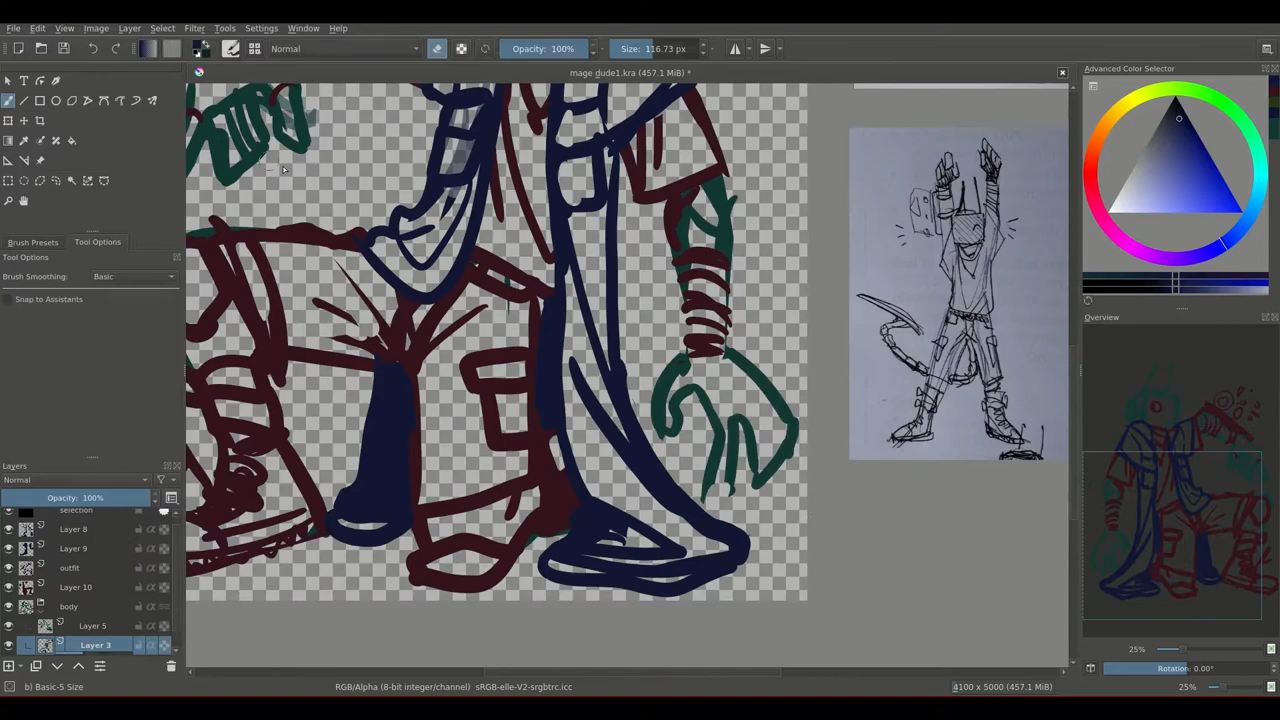 File Edit View Image Layer Select Filter Tools Settings Window Help
Normal
Opacity: 100%
Size: 116.73 px
mage dude1.kra (457.1 MiB) *
Advanced Color Selector
Brush Presets
Tool Options
Tool Options
Brush Smoothing: Basic
Snap to Assistants
Overview
Layers
Normal
Opacity: 100%
selection
Layer 8
Layer 9
outfit
Layer 10
body
Layer 5
Layer 3
25%
Rotation: 0.00°
b) Basic-5 Size
RGB/Alpha (8-bit integer/channel) sRGB-elle-V2-srgbtrc.icc
4100 x 5000 (457.1 MiB)
25%